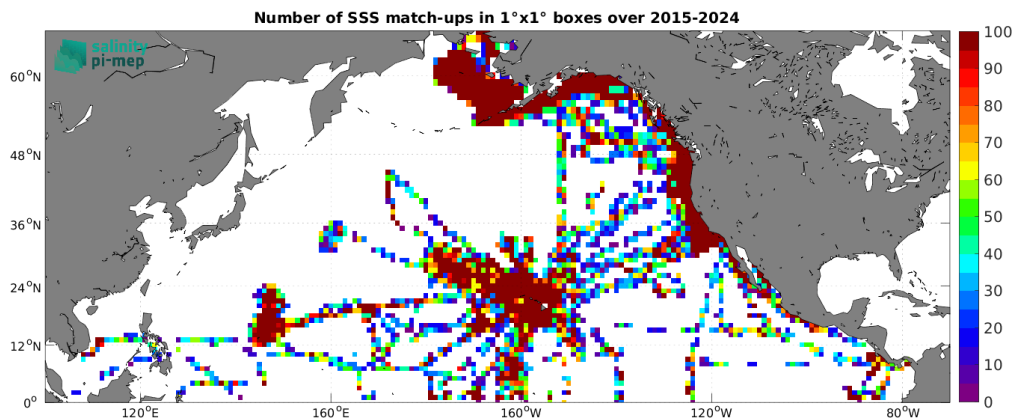 Number of SSS match-ups in 1°x1° boxes over 2015-2024
salinity
pi-mep
60°N
48°N
36°N
24°N
12°N
0°
120°E
160°E
160°W
120°W
80°W
100
90
80
70
60
50
40
30
20
10
0